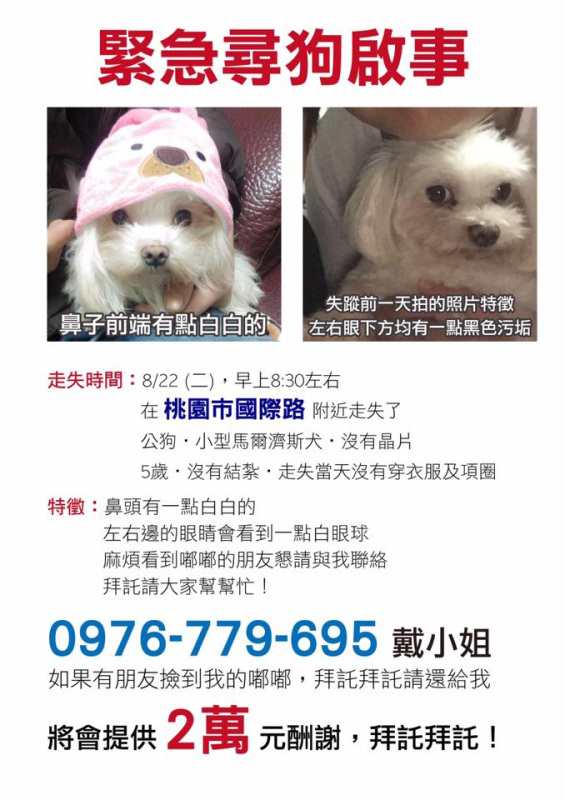 緊急尋狗啟事
鼻子前端有點白白的
失蹤前一天拍的照片特徵
左右眼下方均有一點黑色污垢
走失時間：8/22 (二)，早上8:30左右
在 桃園市國際路 附近走失了
公狗・小型馬爾濟斯犬・沒有晶片
5歲・沒有結紮・走失當天沒有穿衣服及項圈
特徵：鼻頭有一點白白的
左右邊的眼睛會看到一點白眼球
麻煩看到嘟嘟的朋友懇請與我聯絡
拜託請大家幫幫忙！
0976-779-695 戴小姐
如果有朋友撿到我的嘟嘟，拜託拜託請還給我
將會提供 2萬 元酬謝，拜託拜託！